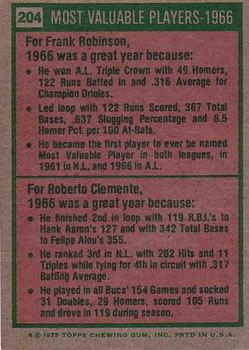 204 MOST VALUABLE PLAYERS-1966
For Frank Robinson,
1966 was a great year because:
• He won A.L. Triple Crown with 49 Homers,
122 Runs Batted In and .316 Average for
Champion Orioles.
• Led loop with 122 Runs Scored, 367 Total
Bases, .637 Slugging Percentage and 8.5
Homer Pct. per 100 At-Bats.
• He became the first player to ever be named
Most Valuable Player in both leagues, in
1961 in N.L. and 1966 in A.L.
For Roberto Clemente,
1966 was a great year because:
• He finished 2nd in loop with 119 R.B.I.'s to
Hank Aaron's 127 and with 342 Total Bases
to Felipe Alou's 355.
• He ranked 3rd in N.L. with 202 Hits and 11
Triples while tying for 4th in circuit with .317
Batting Average.
• He played in all Bucs' 154 Games and socked
31 Doubles, 29 Homers, scored 105 Runs
and drove in 119 during season.
© 1975 TOPPS CHEWING GUM, INC. PRTD IN U.S.A.